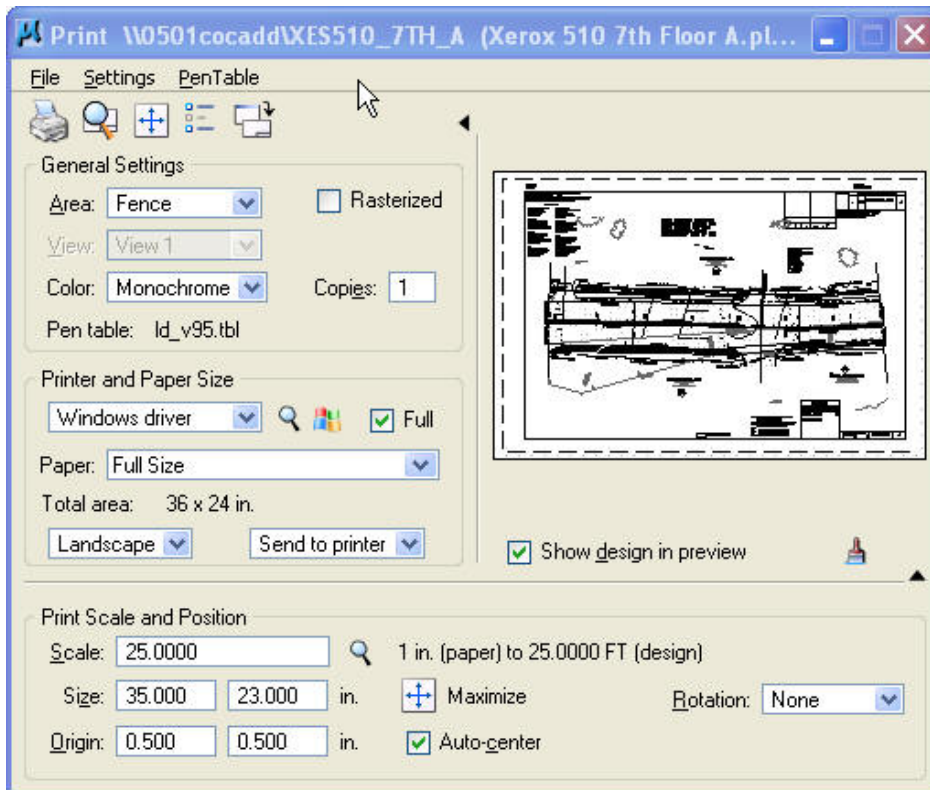 Print \\0501cocadd\XES510_7TH_A (Xerox 510 7th Floor A.pl...
File Settings PenTable
General Settings
Area: Fence Rasterized
View: View 1
Color: Monochrome Copies: 1
Pen table: ld_v95.tbl
Printer and Paper Size
Windows driver Full
Paper: Full Size
Total area: 36 x 24 in.
Landscape Send to printer
Show design in preview
Print Scale and Position
Scale: 25.0000 1 in. (paper) to 25.0000 FT (design)
Size: 35.000 23.000 in. Maximize Rotation: None
Origin: 0.500 0.500 in. Auto-center